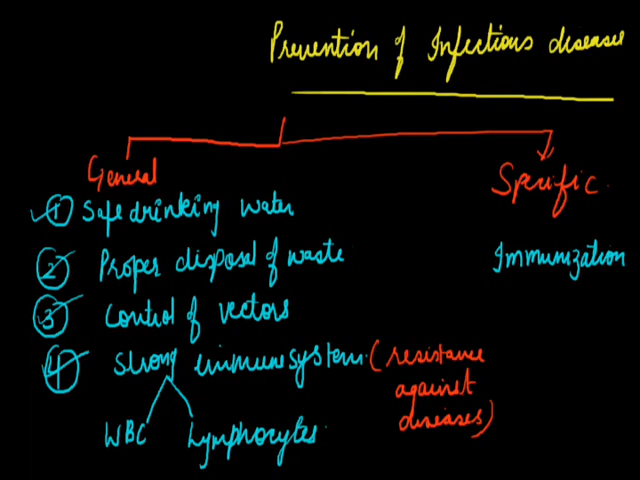 Prevention of Infectious diseases
General
Specific
① Safe drinking water
② Proper disposal of waste
Immunization
③ Control of vectors
④ Strong immune system (resistance
against
diseases)
WBC Lymphocytes